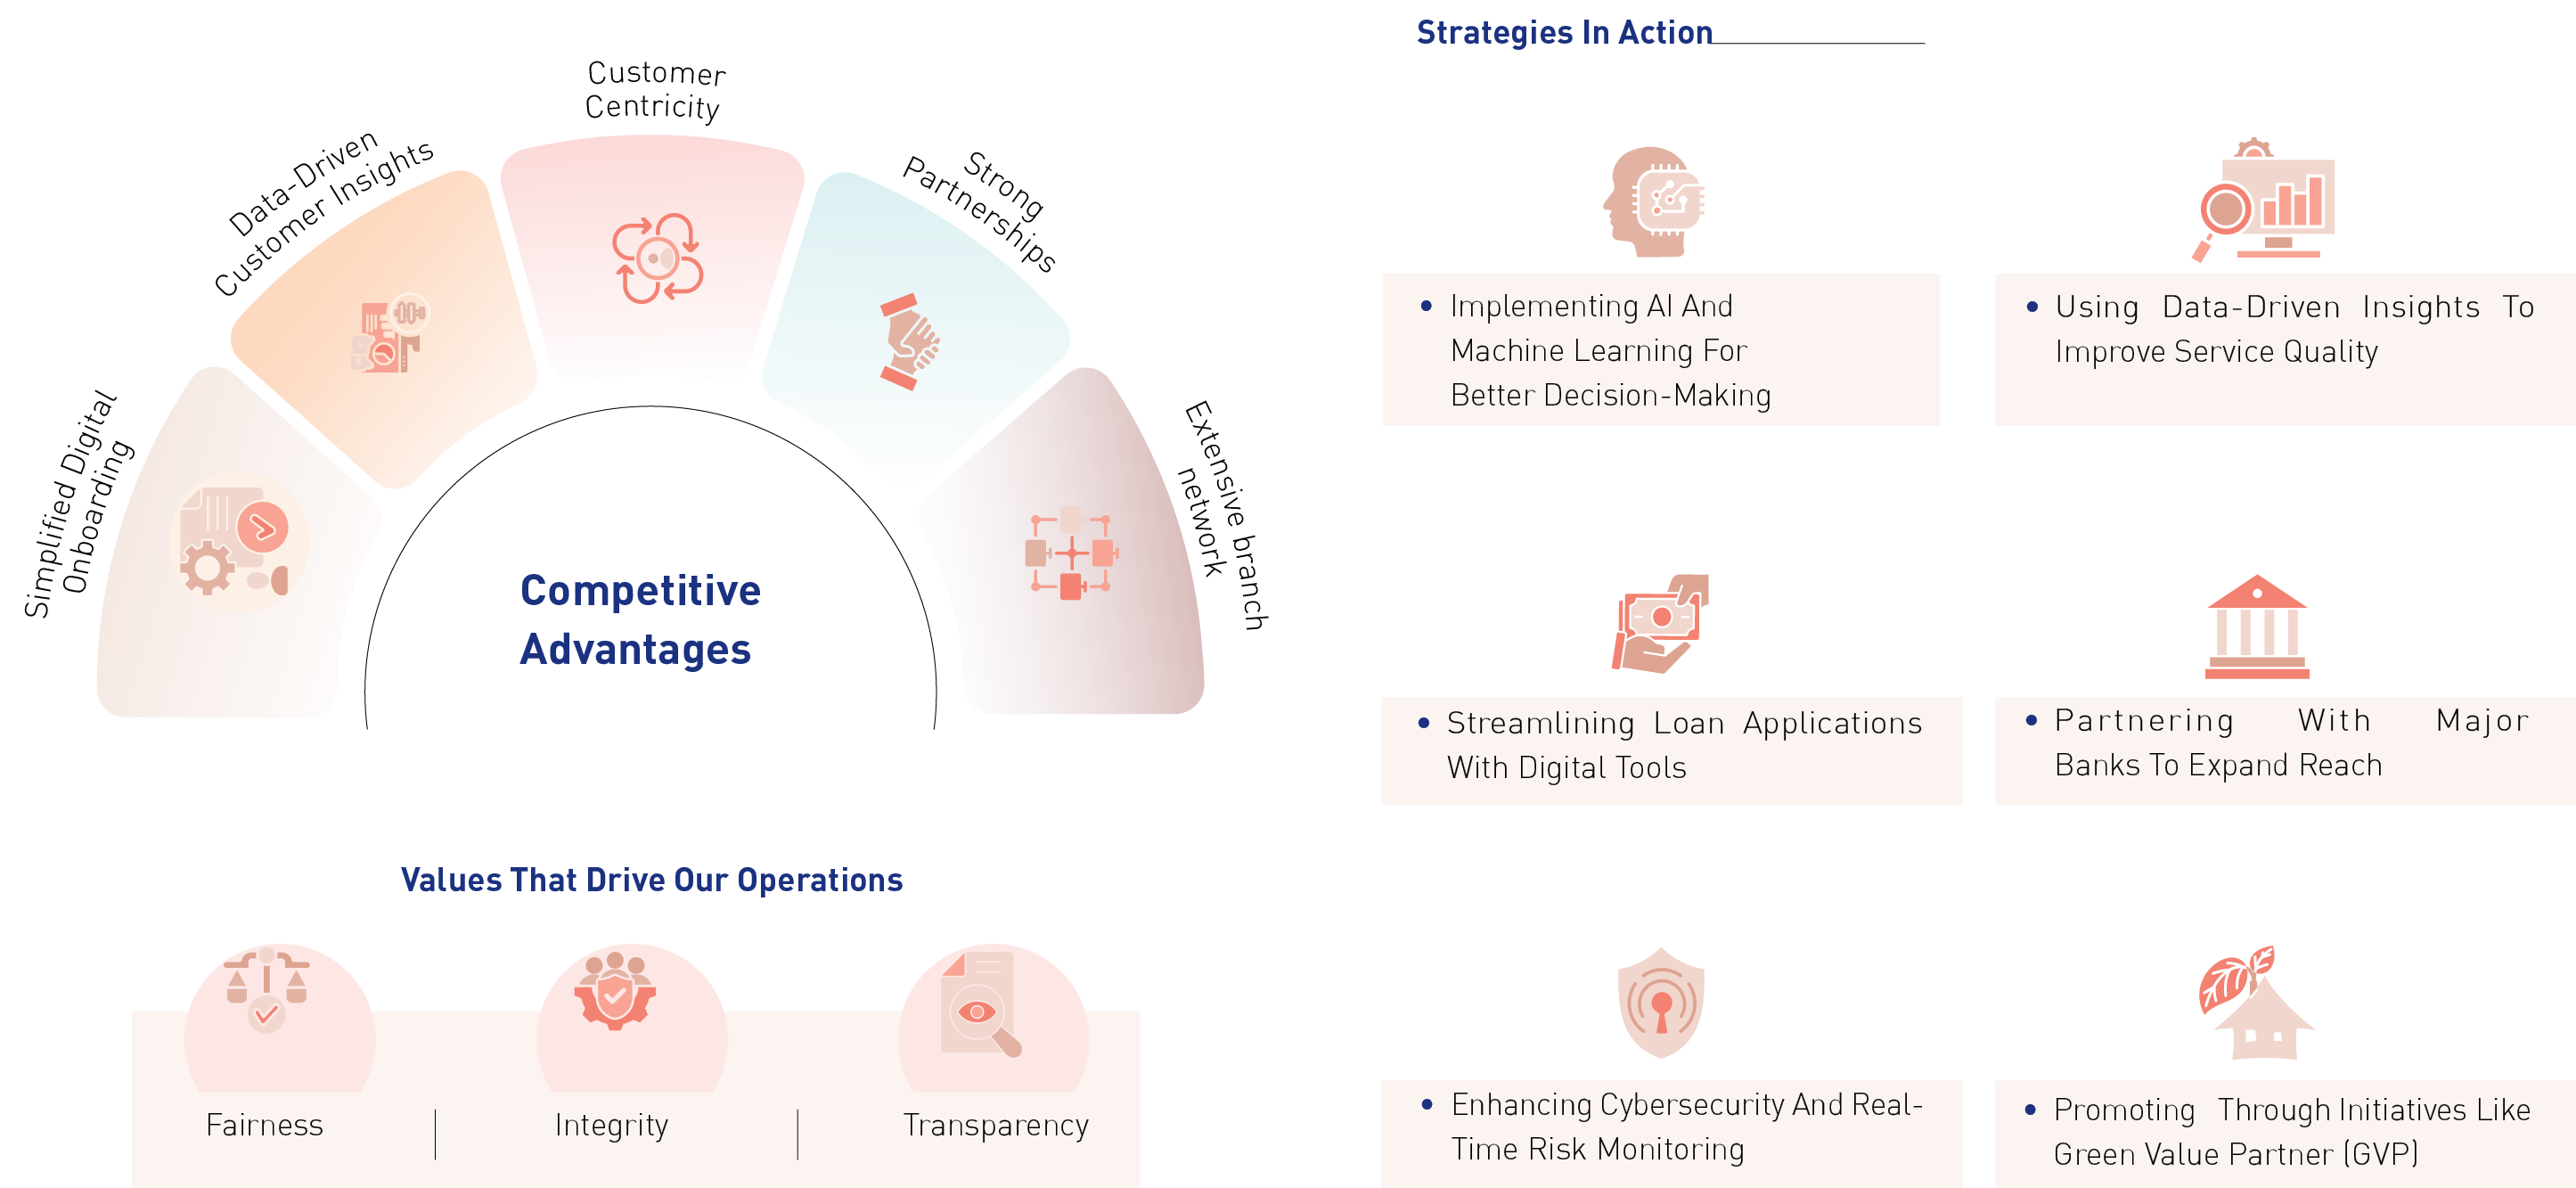 Simplified Digital
Onboarding
Data-Driven
Customer Insights
Customer
Centricity
Strong
Partnerships
Extensive branch
network
Competitive
Advantages
Values That Drive Our Operations
Fairness
Integrity
Transparency
Strategies In Action
• Implementing AI And
Machine Learning For
Better Decision-Making
• Using Data-Driven Insights To
Improve Service Quality
• Streamlining Loan Applications
With Digital Tools
• Partnering With Major
Banks To Expand Reach
• Enhancing Cybersecurity And Real-
Time Risk Monitoring
• Promoting Through Initiatives Like
Green Value Partner (GVP)